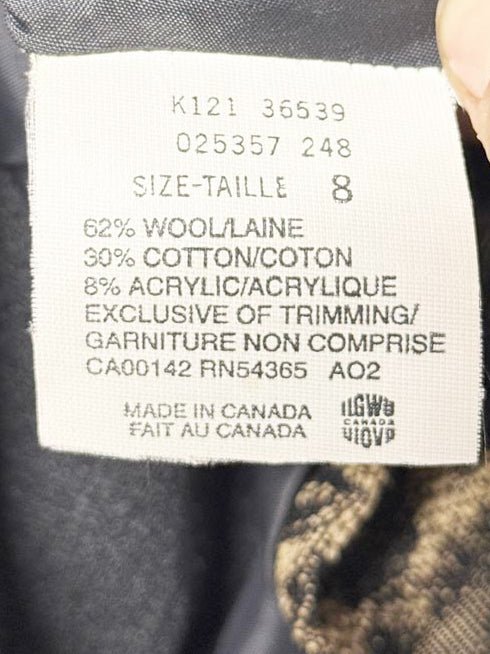 K121 36539
025357 248
SIZE-TAILLE 8
62% WOOL/LAINE
30% COTTON/COTON
8% ACRYLIC/ACRYLIQUE
EXCLUSIVE OF TRIMMING/
GARNITURE NON COMPRISE
CA00142 RN54365 AO2
MADE IN CANADA
FAIT AU CANADA
ILGWU
CANADA
UIOVD